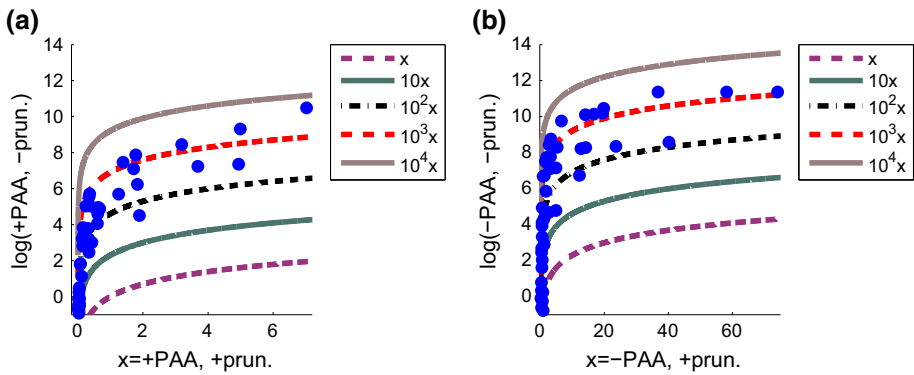 (a)
log(+PAA, −prun.)
14
12
10
8
6
4
2
0
0 2 4 6
x=+PAA, +prun.
x
10x
10²x
10³x
10⁴x
(b)
log(−PAA, −prun.)
14
12
10
8
6
4
2
0
0 20 40 60
x=−PAA, +prun.
x
10x
10²x
10³x
10⁴x